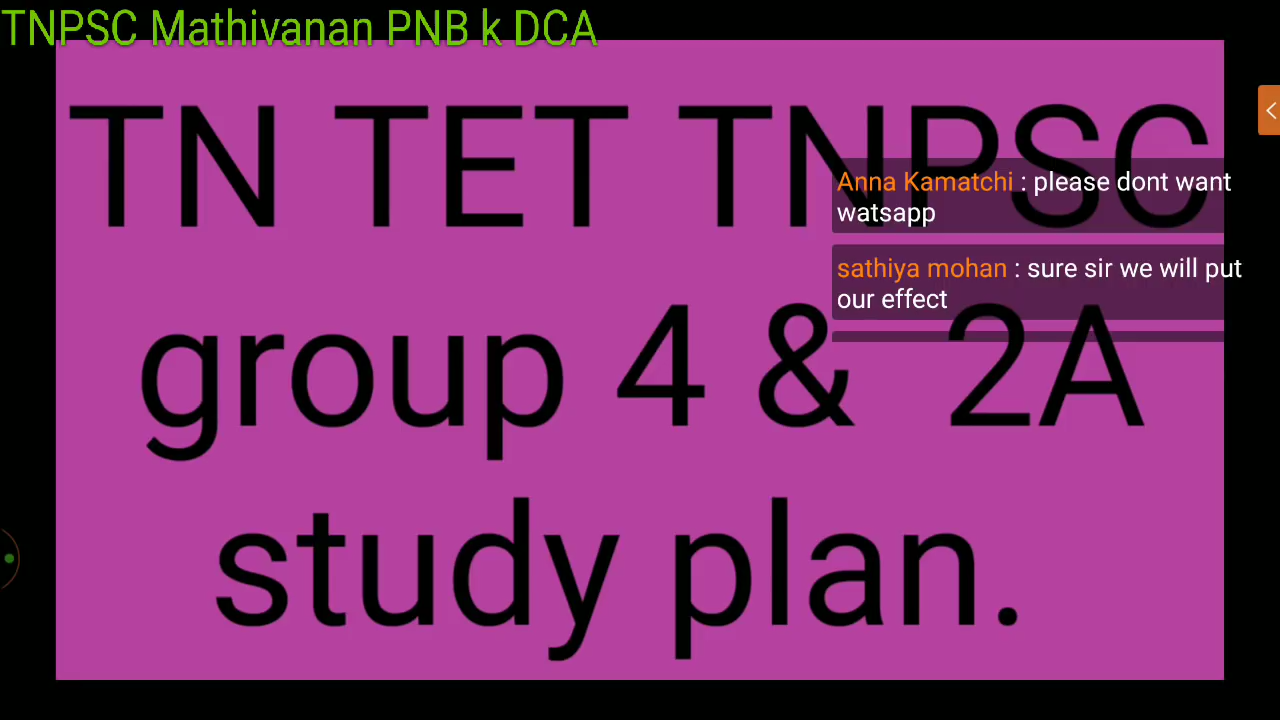 TNPSC Mathivanan PNB k DCA
TN TET TNPSC
Anna Kamatchi : please dont want
watsapp
sathiya mohan : sure sir we will put
our effect
group 4 & 2A
study plan.